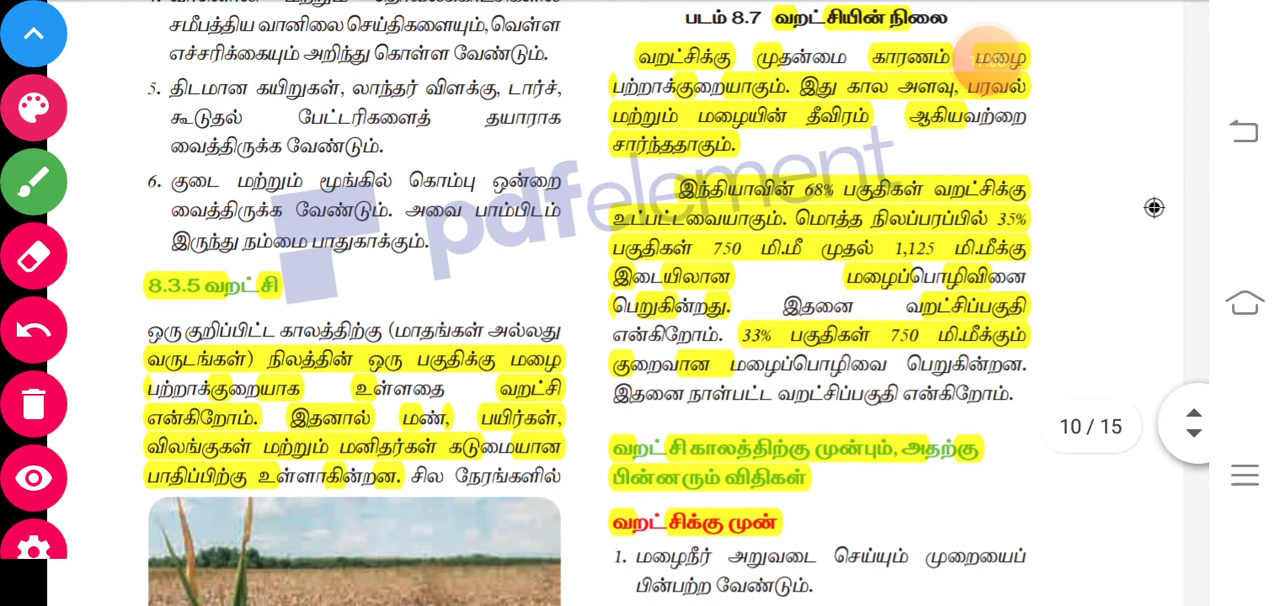 சமீபத்திய வானிலை செய்திகளையும், வெள்ள
எச்சரிக்கையும் அறிந்து கொள்ள வேண்டும்.
5. திடமான கயிறுகள், லாந்தர் விளக்கு, டார்ச்,
கூடுதல் பேட்டரிகளைத் தயாராக
வைத்திருக்க வேண்டும்.
6. குடை மற்றும் மூங்கில் கொம்பு ஒன்றை
வைத்திருக்க வேண்டும். அவை பாம்பிடம்
இருந்து நம்மை பாதுகாக்கும்.
8.3.5 வறட்சி
ஒரு குறிப்பிட்ட காலத்திற்கு (மாதங்கள் அல்லது
வருடங்கள்) நிலத்தின் ஒரு பகுதிக்கு மழை
பற்றாக்குறையாக உள்ளதை வறட்சி
என்கிறோம். இதனால் மண், பயிர்கள்,
விலங்குகள் மற்றும் மனிதர்கள் கடுமையான
பாதிப்பிற்கு உள்ளாகின்றன. சில நேரங்களில்
படம் 8.7 வறட்சியின் நிலை
வறட்சிக்கு முதன்மை காரணம் மழை
பற்றாக்குறையாகும். இது கால அளவு, பரவல்
மற்றும் மழையின் தீவிரம் ஆகியவற்றை
சார்ந்ததாகும்.
இந்தியாவின் 68% பகுதிகள் வறட்சிக்கு
உட்பட்டவையாகும். மொத்த நிலப்பரப்பில் 35%
பகுதிகள் 750 மி.மீ முதல் 1,125 மி.மீக்கு
இடையிலான மழைப்பொழிவினை
பெறுகின்றது. இதனை வறட்சிப்பகுதி
என்கிறோம். 33% பகுதிகள் 750 மி.மீக்கும்
குறைவான மழைப்பொழிவை பெறுகின்றன.
இதனை நாள்பட்ட வறட்சிப்பகுதி என்கிறோம்.
வறட்சி காலத்திற்கு முன்பும், அதற்கு
பின்னரும் விதிகள்
வறட்சிக்கு முன்
1. மழைநீர் அறுவடை செய்யும் முறையைப்
பின்பற்ற வேண்டும்.
pdfelement
10 / 15